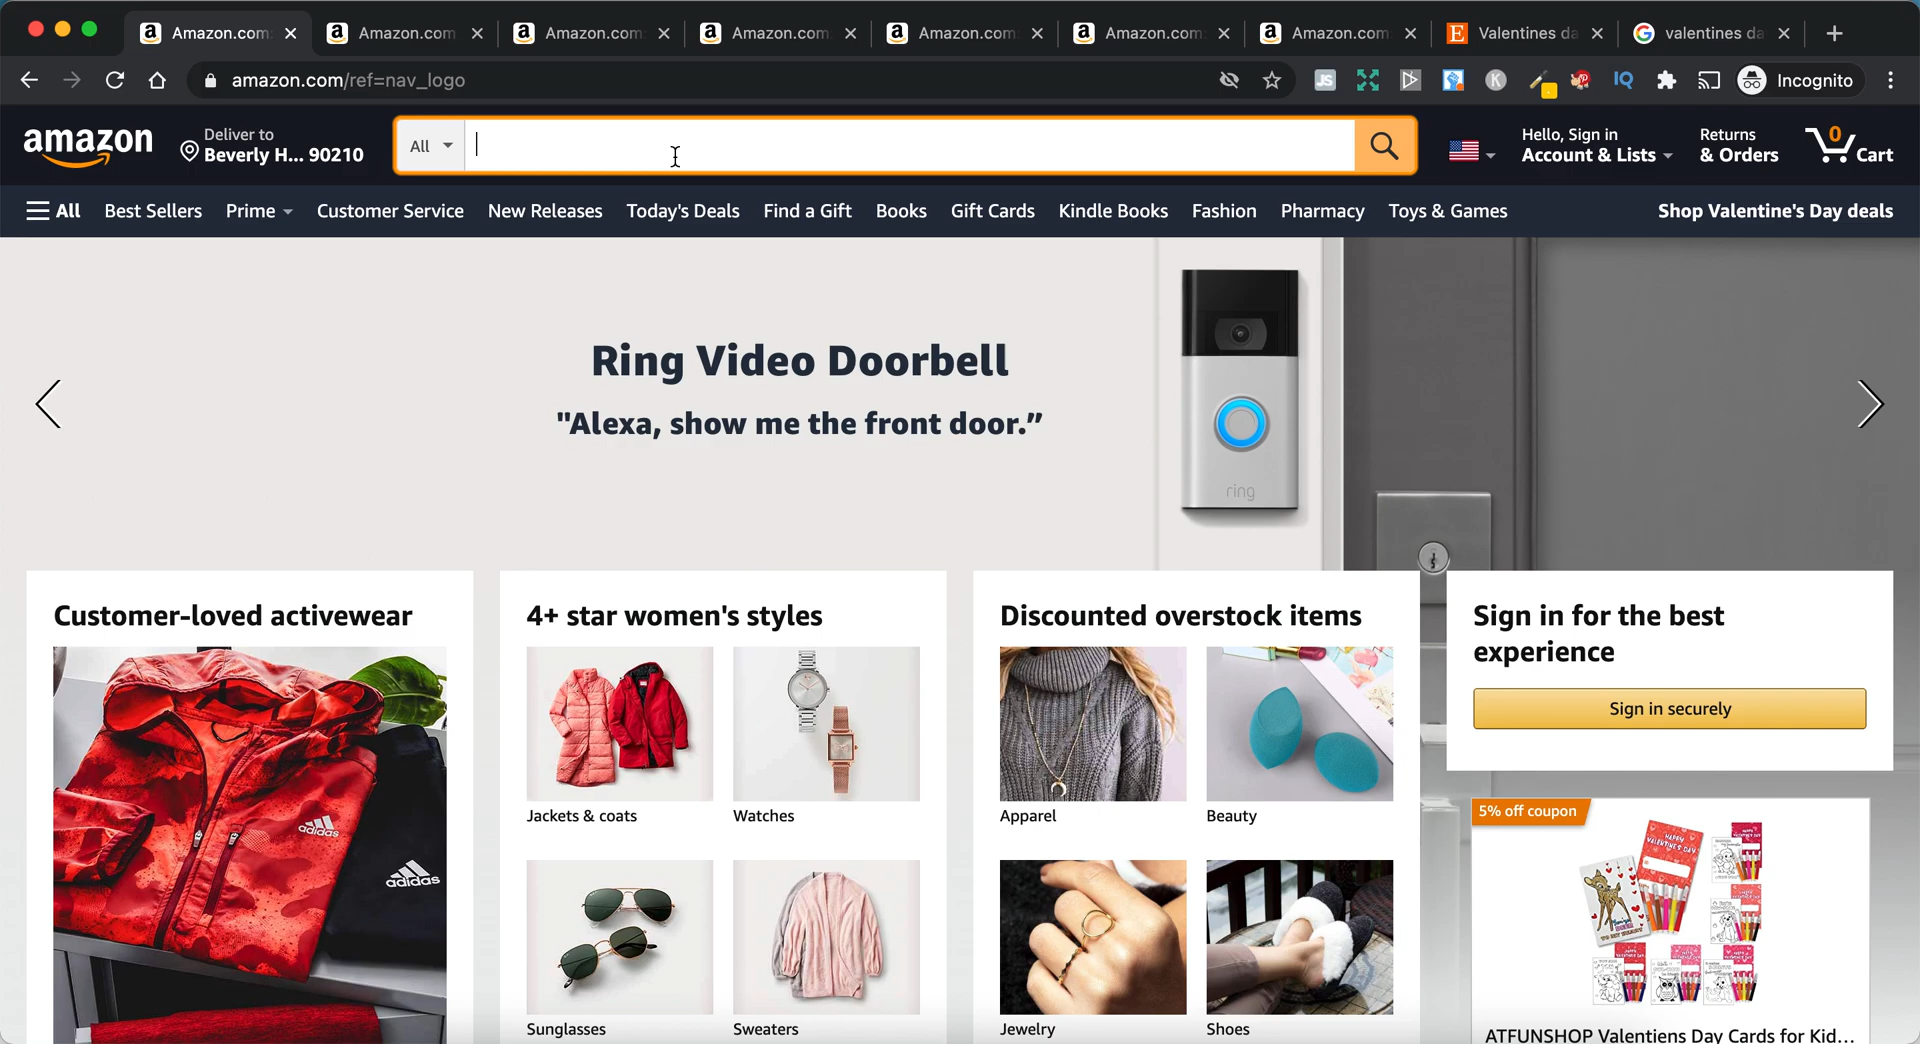 Amazon.com
Amazon.com
Amazon.com
Amazon.com
Amazon.com
Amazon.com
Amazon.com
Valentines da
valentines da
amazon.com/ref=nav_logo
JS
K
IQ
Incognito
amazon
Deliver to
Beverly H... 90210
All
Hello, Sign in
Account & Lists
Returns
& Orders
0
Cart
All
Best Sellers
Prime
Customer Service
New Releases
Today's Deals
Find a Gift
Books
Gift Cards
Kindle Books
Fashion
Pharmacy
Toys & Games
Shop Valentine's Day deals
Ring Video Doorbell
"Alexa, show me the front door.”
ring
Customer-loved activewear
adidas
adidas
4+ star women's styles
Jackets & coats
Watches
Sunglasses
Sweaters
Discounted overstock items
Apparel
Beauty
Jewelry
Shoes
Sign in for the best
experience
Sign in securely
5% off coupon
HAPPY
VALENTINE'S DAY
ATFUNSHOP Valentiens Day Cards for Kid...